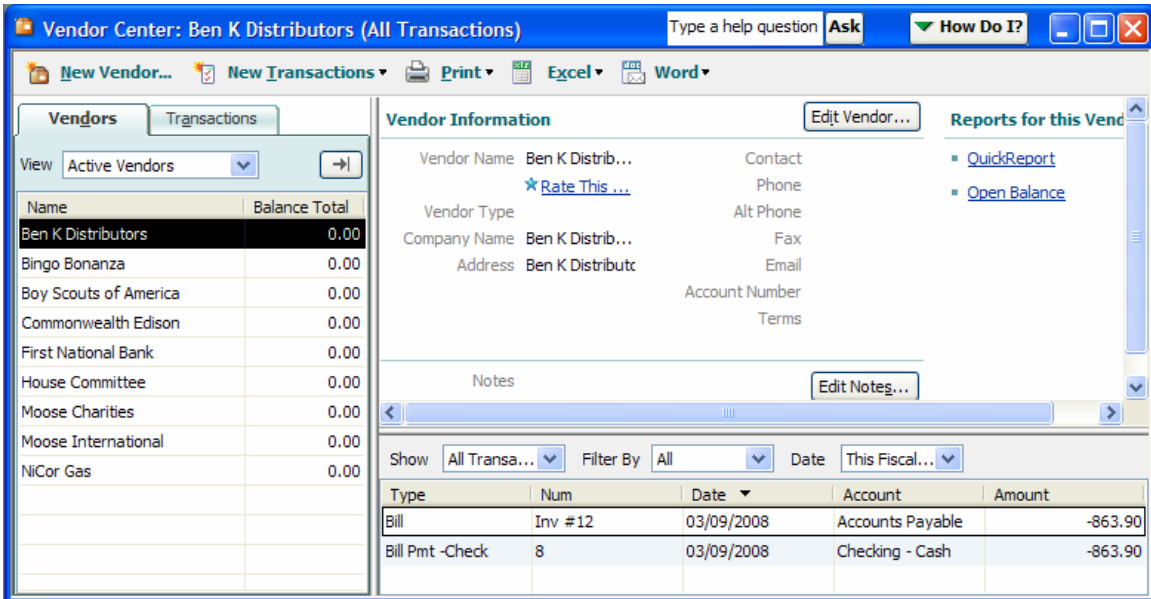 Vendor Center: Ben K Distributors (All Transactions) Type a help question Ask How Do I?
New Vendor... New Transactions Print Excel Word
Vendors Transactions
View Active Vendors
Name Balance Total
Ben K Distributors 0.00
Bingo Bonanza 0.00
Boy Scouts of America 0.00
Commonwealth Edison 0.00
First National Bank 0.00
House Committee 0.00
Moose Charities 0.00
Moose International 0.00
NiCor Gas 0.00
Vendor Information Edit Vendor...
Vendor Name Ben K Distrib... Contact
Rate This ... Phone
Vendor Type Alt Phone
Company Name Ben K Distrib... Fax
Address Ben K Distributo Email
Account Number
Terms
Notes Edit Notes...
Reports for this Vend
QuickReport
Open Balance
Show All Transa... Filter By All Date This Fiscal...
Type Num Date Account Amount
Bill Inv #12 03/09/2008 Accounts Payable -863.90
Bill Pmt -Check 8 03/09/2008 Checking - Cash -863.90